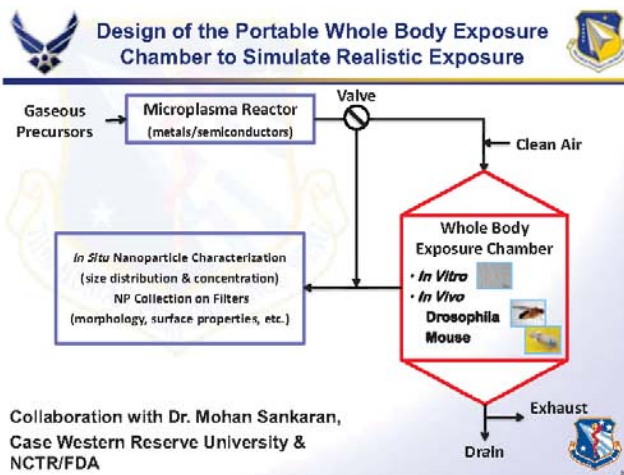 Design of the Portable Whole Body Exposure
Chamber to Simulate Realistic Exposure
Gaseous
Precursors
Microplasma Reactor
(metals/semiconductors)
Valve
Clean Air
Whole Body
Exposure Chamber
· In Vitro
· In Vivo
Drosophila
Mouse
In Situ Nanoparticle Characterization
(size distribution & concentration)
NP Collection on Filters
(morphology, surface properties, etc.)
Exhaust
Drain
Collaboration with Dr. Mohan Sankaran,
Case Western Reserve University &
NCTR/FDA